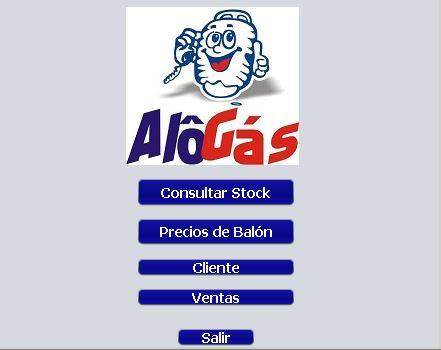 AlôGás
Consultar Stock
Precios de Balón
Cliente
Ventas
Salir